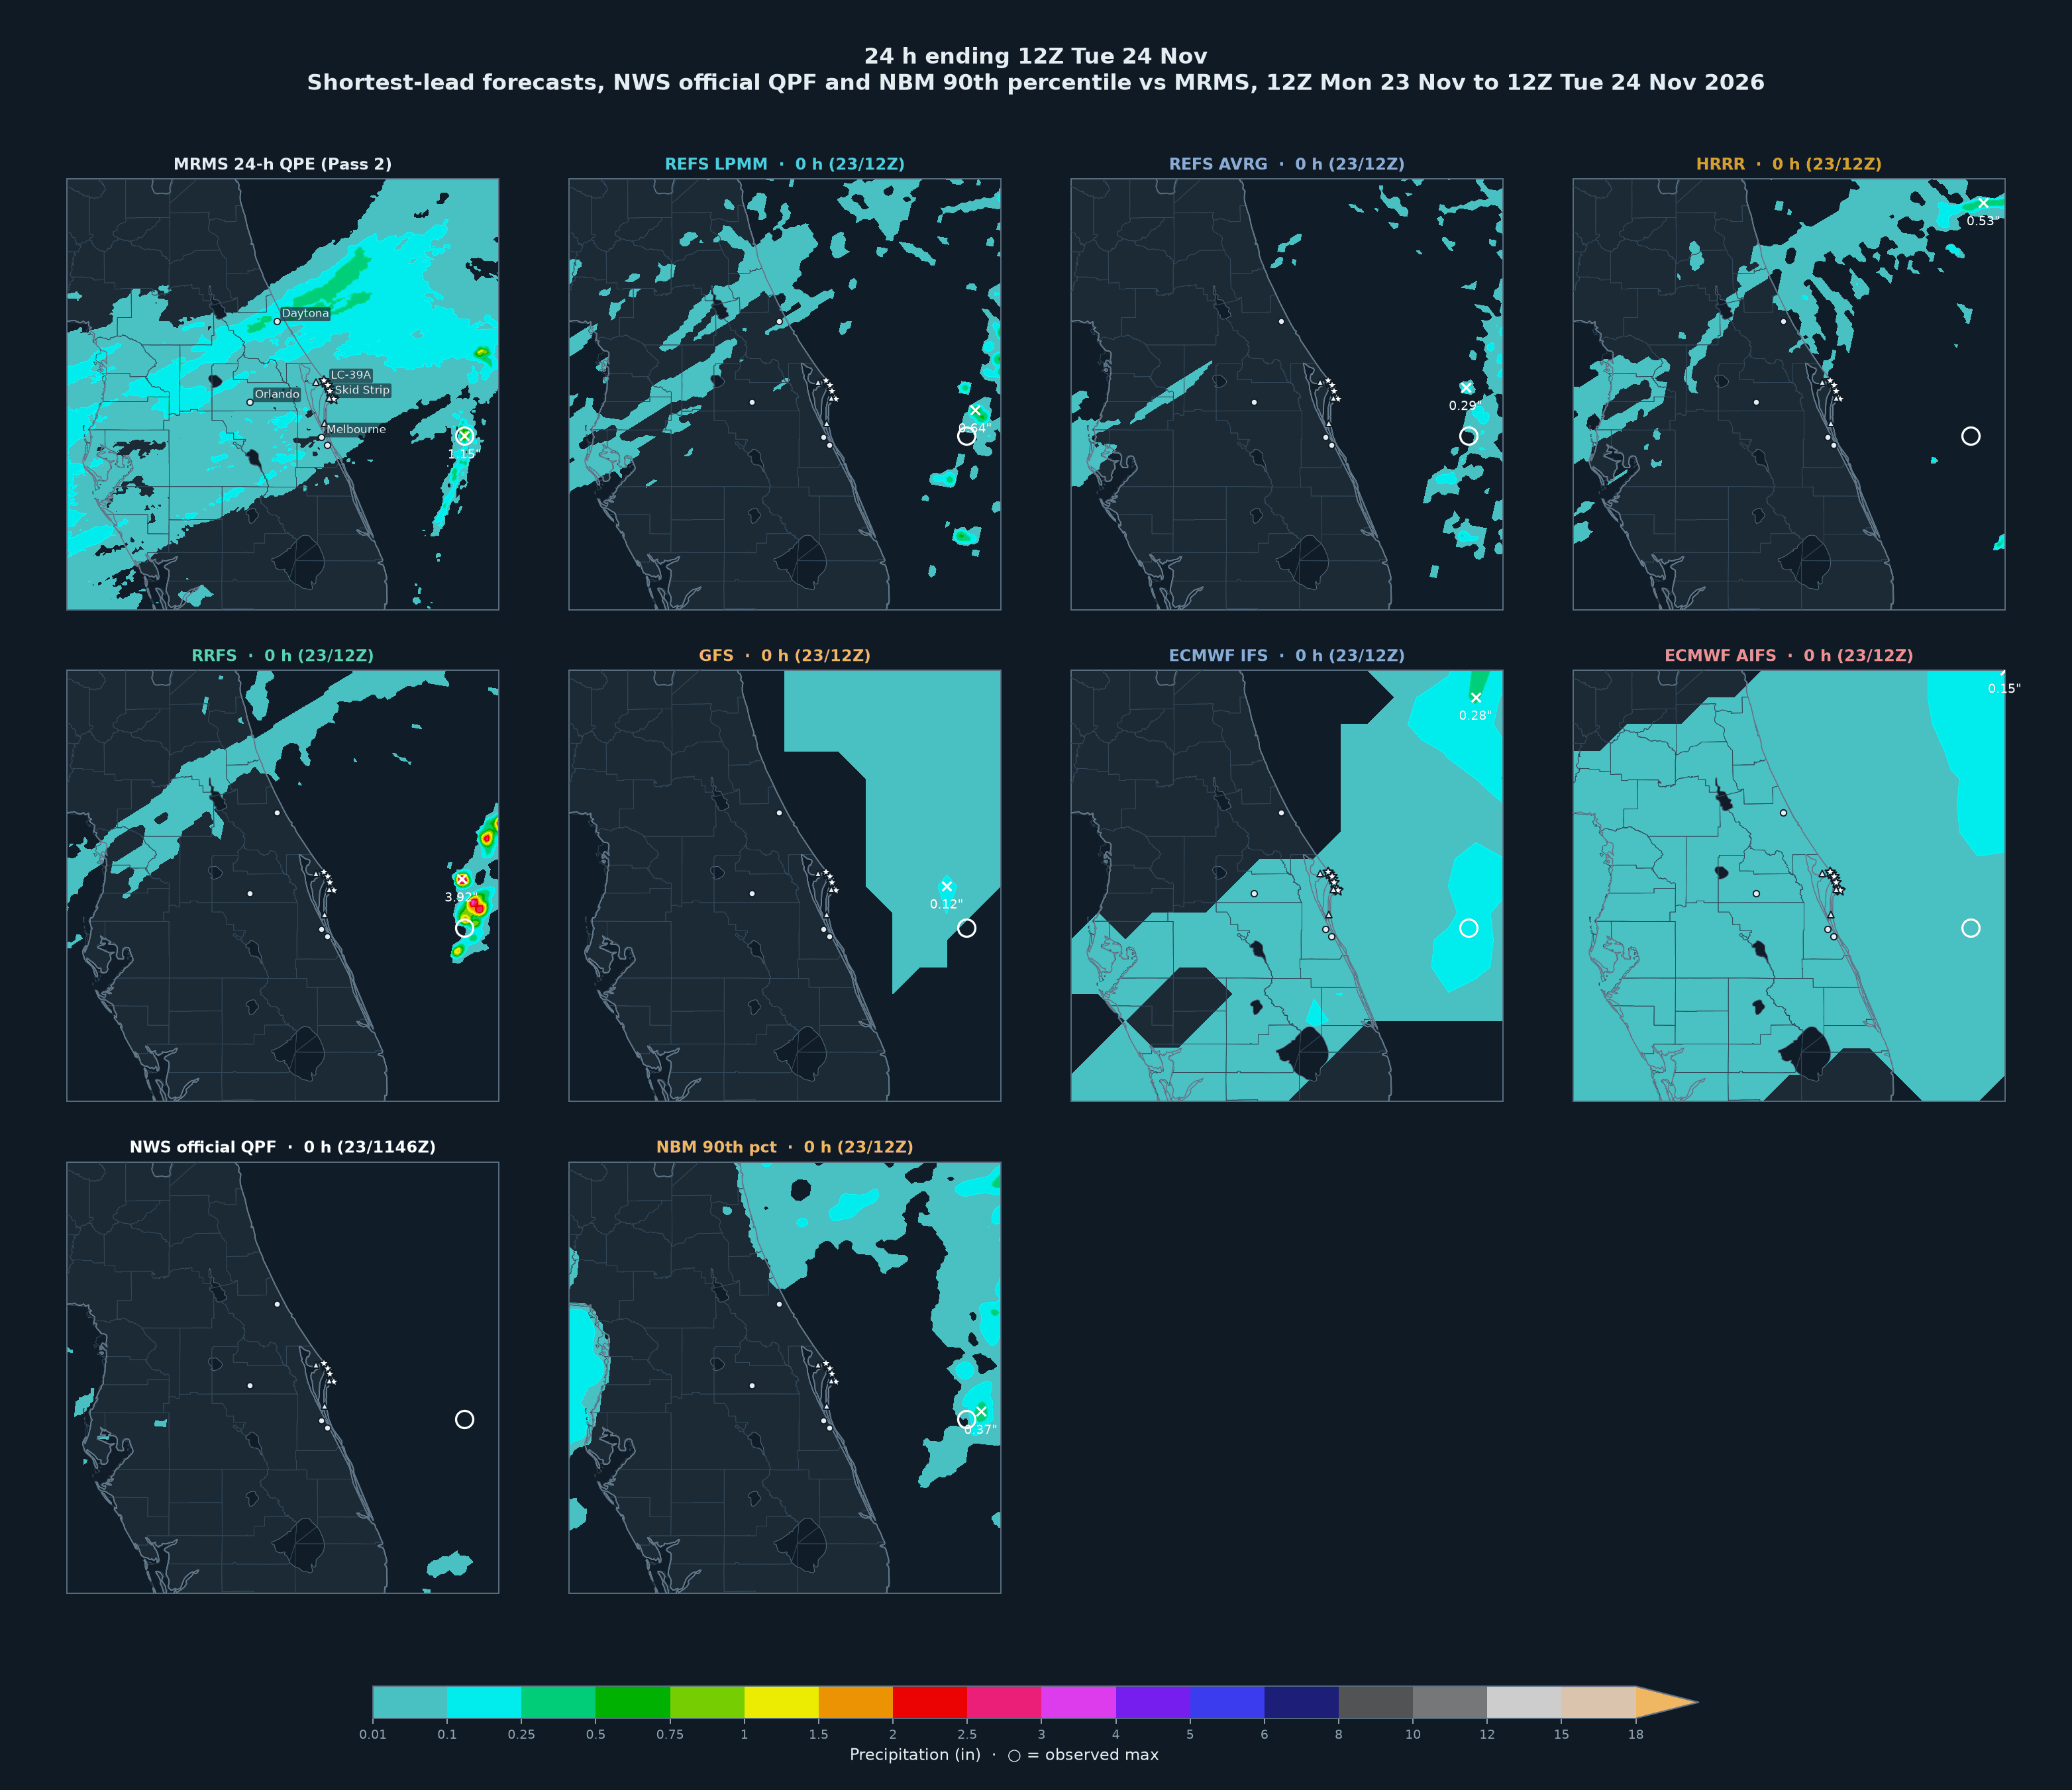 24 h ending 12Z Tue 24 Nov
Shortest-lead forecasts, NWS official QPF and NBM 90th percentile vs MRMS, 12Z Mon 23 Nov to 12Z Tue 24 Nov 2026
MRMS 24-h QPE (Pass 2)
Daytona
LC-39A
Skid Strip
Orlando
Melbourne
1.15"
REFS LPMM · 0 h (23/12Z)
0.64"
REFS AVRG · 0 h (23/12Z)
0.29"
HRRR · 0 h (23/12Z)
0.53"
RRFS · 0 h (23/12Z)
3.92"
GFS · 0 h (23/12Z)
0.12"
ECMWF IFS · 0 h (23/12Z)
0.28"
ECMWF AIFS · 0 h (23/12Z)
0.15"
NWS official QPF · 0 h (23/1146Z)
NBM 90th pct · 0 h (23/12Z)
0.37"
0.01 0.1 0.25 0.5 0.75 1 1.5 2 2.5 3 4 5 6 8 10 12 15 18
Precipitation (in) · ○ = observed max